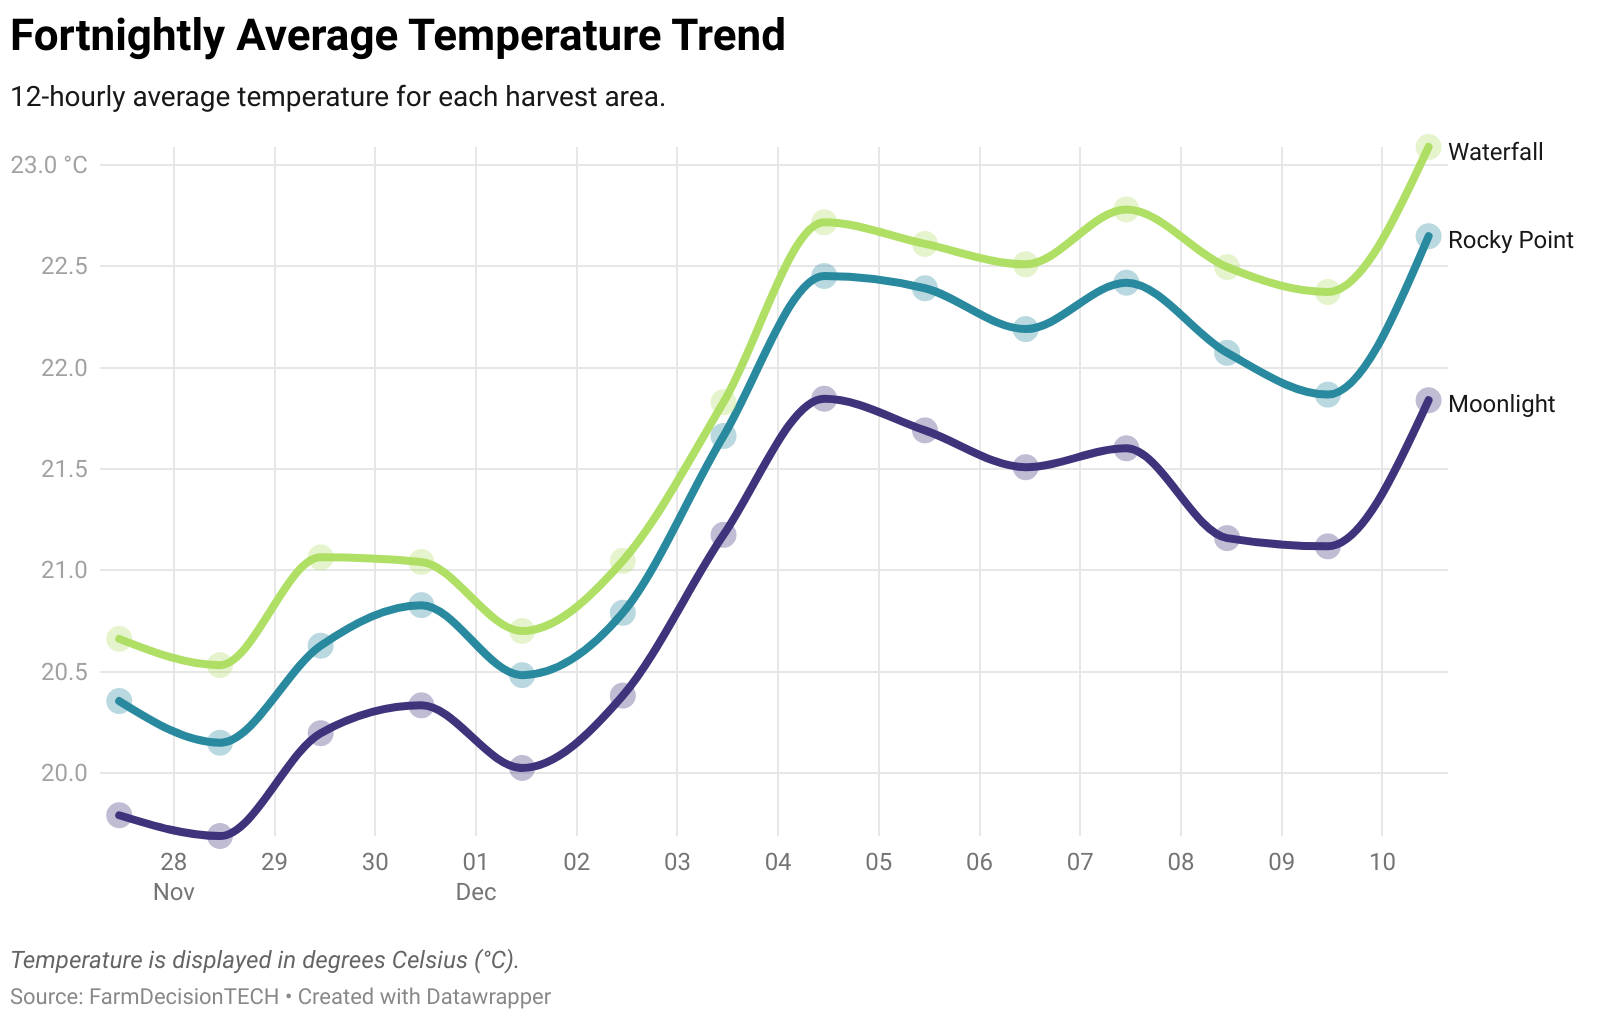 Fortnightly Average Temperature Trend
12-hourly average temperature for each harvest area.
23.0 °C
22.5
22.0
21.5
21.0
20.5
20.0
Waterfall
Rocky Point
Moonlight
28 29 30 01 02 03 04 05 06 07 08 09 10
Nov Dec
Temperature is displayed in degrees Celsius (°C).
Source: FarmDecisionTECH • Created with Datawrapper